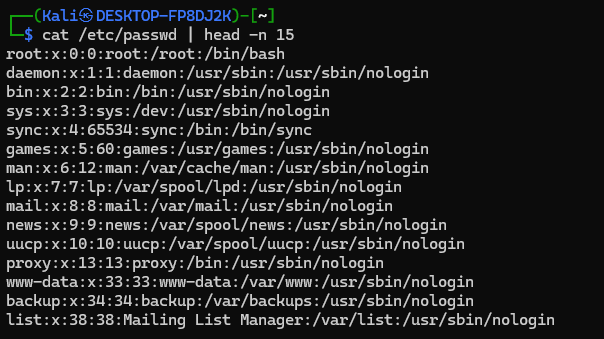 ┌──(Kali㉿DESKTOP-FP8DJ2K)-[~]
└─$ cat /etc/passwd | head -n 15
root:x:0:0:root:/root:/bin/bash
daemon:x:1:1:daemon:/usr/sbin:/usr/sbin/nologin
bin:x:2:2:bin:/bin:/usr/sbin/nologin
sys:x:3:3:sys:/dev:/usr/sbin/nologin
sync:x:4:65534:sync:/bin:/bin/sync
games:x:5:60:games:/usr/games:/usr/sbin/nologin
man:x:6:12:man:/var/cache/man:/usr/sbin/nologin
lp:x:7:7:lp:/var/spool/lpd:/usr/sbin/nologin
mail:x:8:8:mail:/var/mail:/usr/sbin/nologin
news:x:9:9:news:/var/spool/news:/usr/sbin/nologin
uucp:x:10:10:uucp:/var/spool/uucp:/usr/sbin/nologin
proxy:x:13:13:proxy:/bin:/usr/sbin/nologin
www-data:x:33:33:www-data:/var/www:/usr/sbin/nologin
backup:x:34:34:backup:/var/backups:/usr/sbin/nologin
list:x:38:38:Mailing List Manager:/var/list:/usr/sbin/nologin